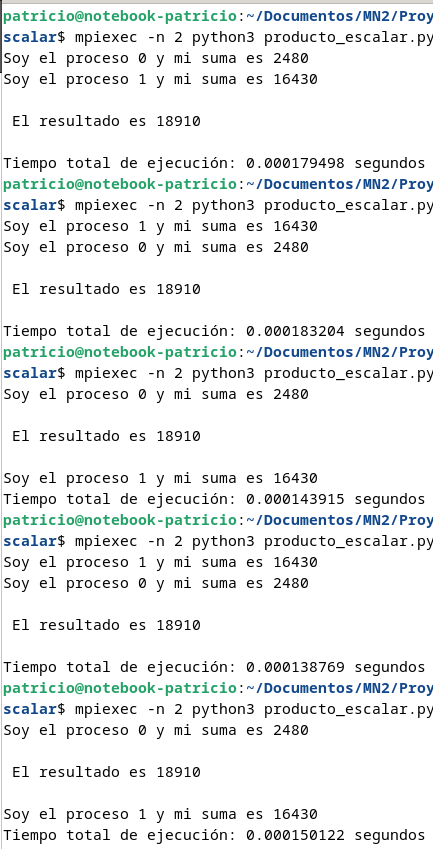 patricio@notebook-patricio:~/Documentos/MN2/Proy
scalar$ mpiexec -n 2 python3 producto_escalar.py
Soy el proceso 0 y mi suma es 2480
Soy el proceso 1 y mi suma es 16430
El resultado es 18910
Tiempo total de ejecución: 0.000179498 segundos
patricio@notebook-patricio:~/Documentos/MN2/Proy
scalar$ mpiexec -n 2 python3 producto_escalar.py
Soy el proceso 1 y mi suma es 16430
Soy el proceso 0 y mi suma es 2480
El resultado es 18910
Tiempo total de ejecución: 0.000183204 segundos
patricio@notebook-patricio:~/Documentos/MN2/Proy
scalar$ mpiexec -n 2 python3 producto_escalar.py
Soy el proceso 0 y mi suma es 2480
El resultado es 18910
Soy el proceso 1 y mi suma es 16430
Tiempo total de ejecución: 0.000143915 segundos
patricio@notebook-patricio:~/Documentos/MN2/Proy
scalar$ mpiexec -n 2 python3 producto_escalar.py
Soy el proceso 1 y mi suma es 16430
Soy el proceso 0 y mi suma es 2480
El resultado es 18910
Tiempo total de ejecución: 0.000138769 segundos
patricio@notebook-patricio:~/Documentos/MN2/Proy
scalar$ mpiexec -n 2 python3 producto_escalar.py
Soy el proceso 0 y mi suma es 2480
El resultado es 18910
Soy el proceso 1 y mi suma es 16430
Tiempo total de ejecución: 0.000150122 segundos